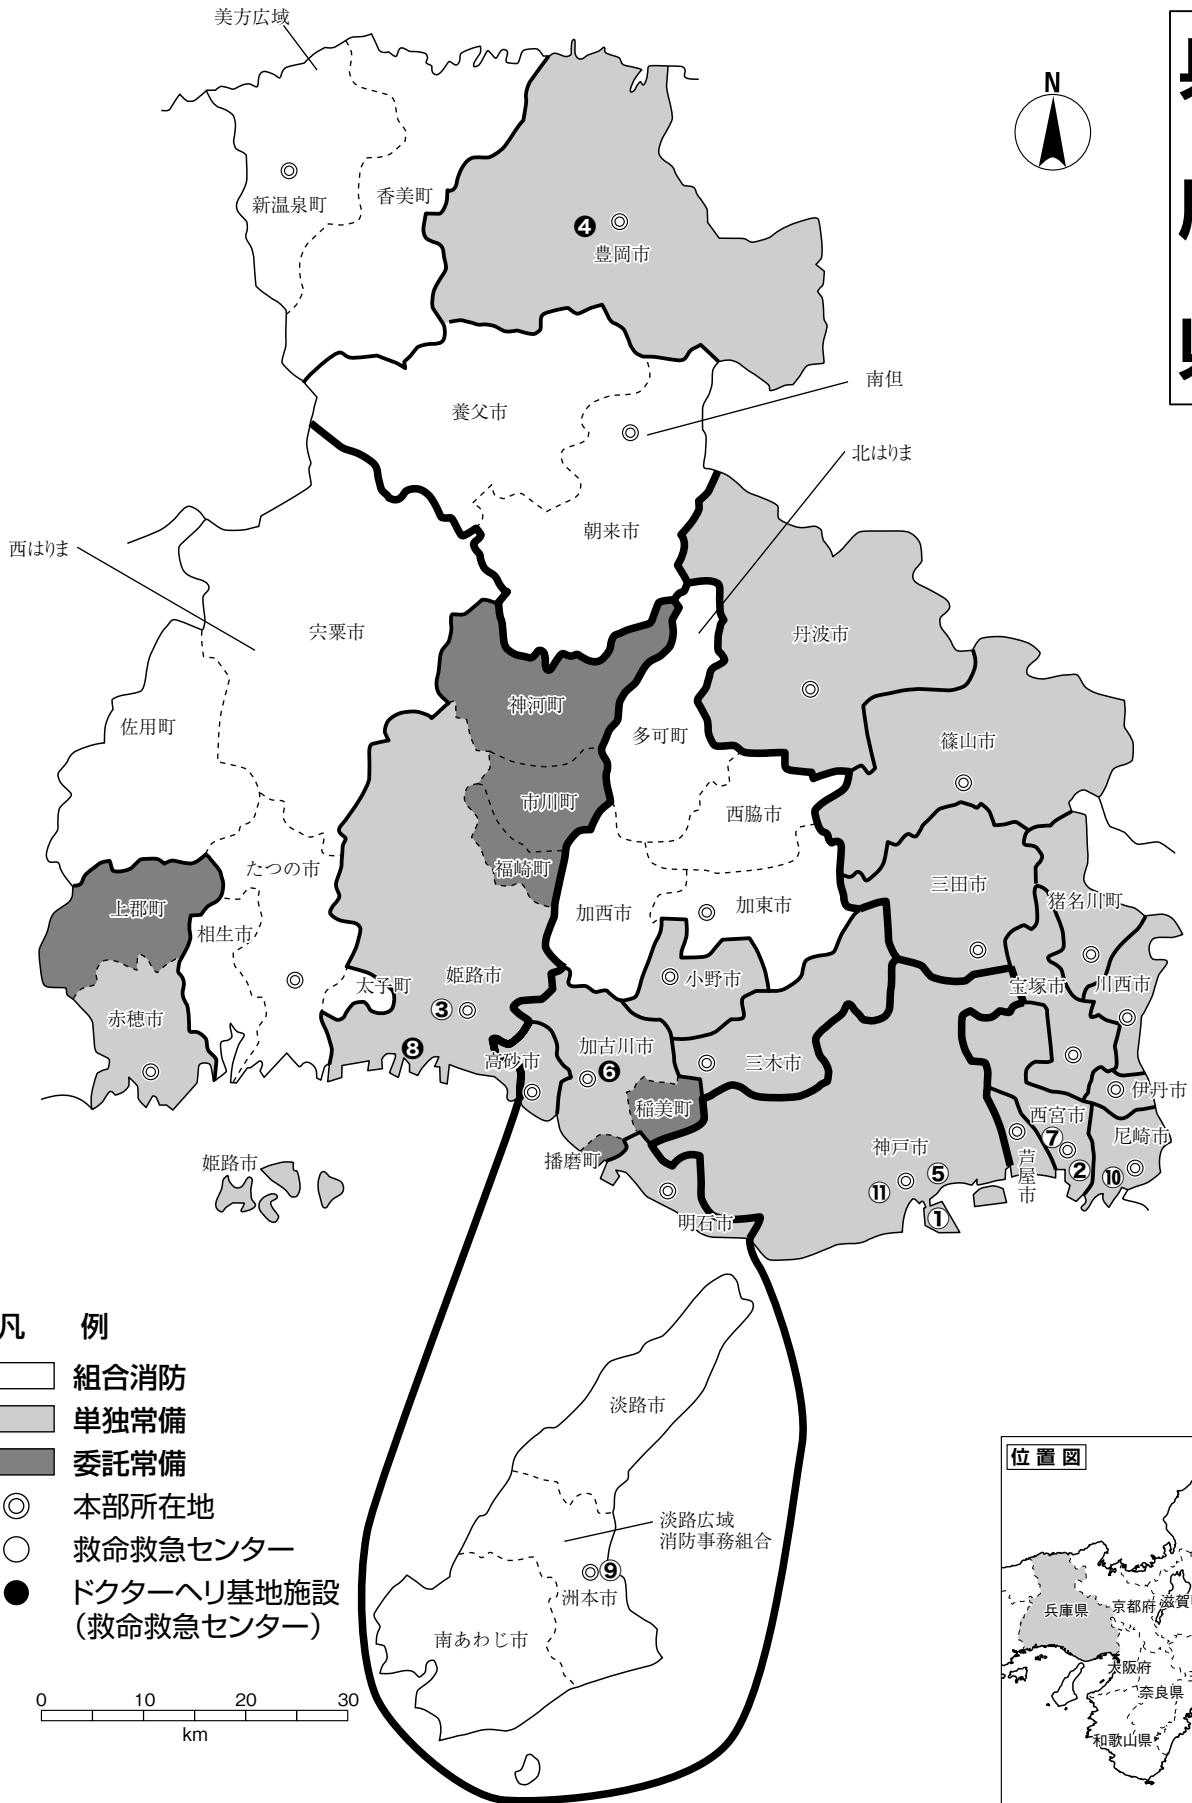 美方広域
N
新温泉町
香美町
④
豊岡市
南但
養父市
北はりま
朝来市
西はりま
宍粟市
丹波市
神河町
佐用町
多可町
篠山市
市川町
西脇市
たつの市
福崎町
三田市
上郡町
加西市
加東市
猪名川町
相生市
太子町
姫路市
小野市
宝塚市
川西市
赤穂市
③
⑧
高砂市
加古川市
⑥
三木市
伊丹市
稲美町
西宮市
尼崎市
⑦
播磨町
神戸市
芦屋市
②
⑩
姫路市
⑤
⑪
明石市
①
凡 例
組合消防
単独常備
委託常備
本部所在地
救命救急センター
ドクターヘリ基地施設
（救命救急センター）
淡路市
淡路広域
消防事務組合
⑨
洲本市
南あわじ市
0 10 20 30
km
位置図
兵庫県
京都府
滋賀
大阪府
奈良県
和歌山県